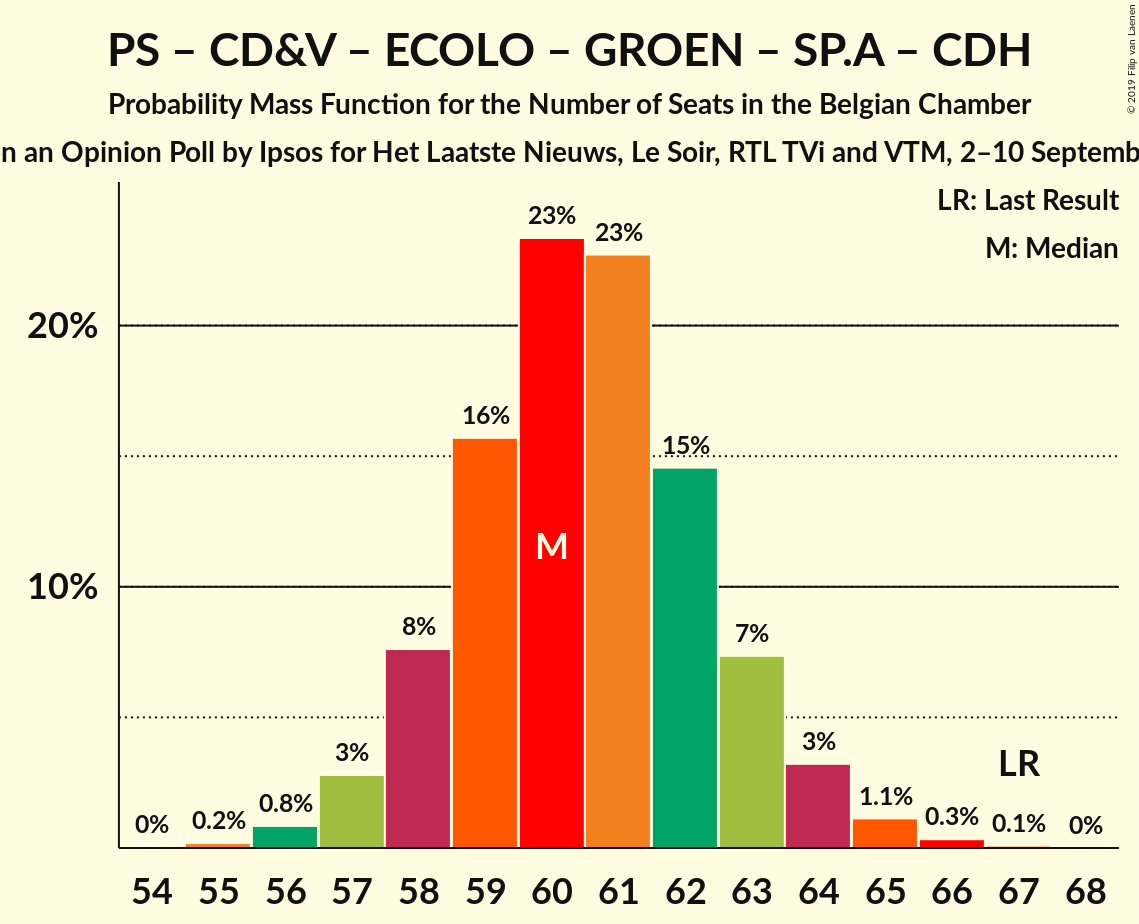 PS – CD&V – ECOLO – GROEN – SP.A – CDH
Probability Mass Function for the Number of Seats in the Belgian Chamber
an Opinion Poll by Ipsos for Het Laatste Nieuws, Le Soir, RTL TVi and VTM, 2–10
© 2019 Filip van Laenen
LR: Last Result
M: Median
20%
10%
0%
0.2%
0.8%
3%
8%
16%
23%
23%
15%
7%
3%
1.1%
0.3%
0.1%
0%
M
LR
54 55 56 57 58 59 60 61 62 63 64 65 66 67 68